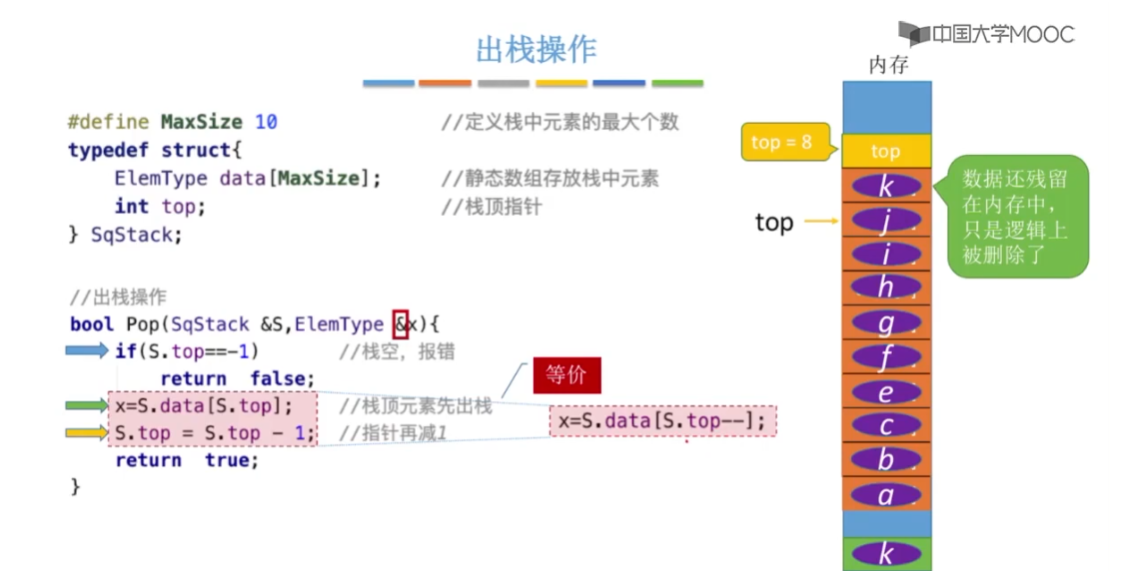 中国大学MOOC
出栈操作
内存
#define MaxSize 10 //定义栈中元素的最大个数
typedef struct{
ElemType data[MaxSize]; //静态数组存放栈中元素
int top; //栈顶指针
} SqStack;
top = 8
top
k
数据还残留
在内存中,
只是逻辑上
被删除了
top
j
i
h
g
f
e
c
b
a
k
//出栈操作
bool Pop(SqStack &S,ElemType &x){
if(S.top==-1) //栈空, 报错
return false;
x=S.data[S.top]; //栈顶元素先出栈
S.top = S.top - 1; //指针再减1
return true;
}
等价
x=S.data[S.top--];